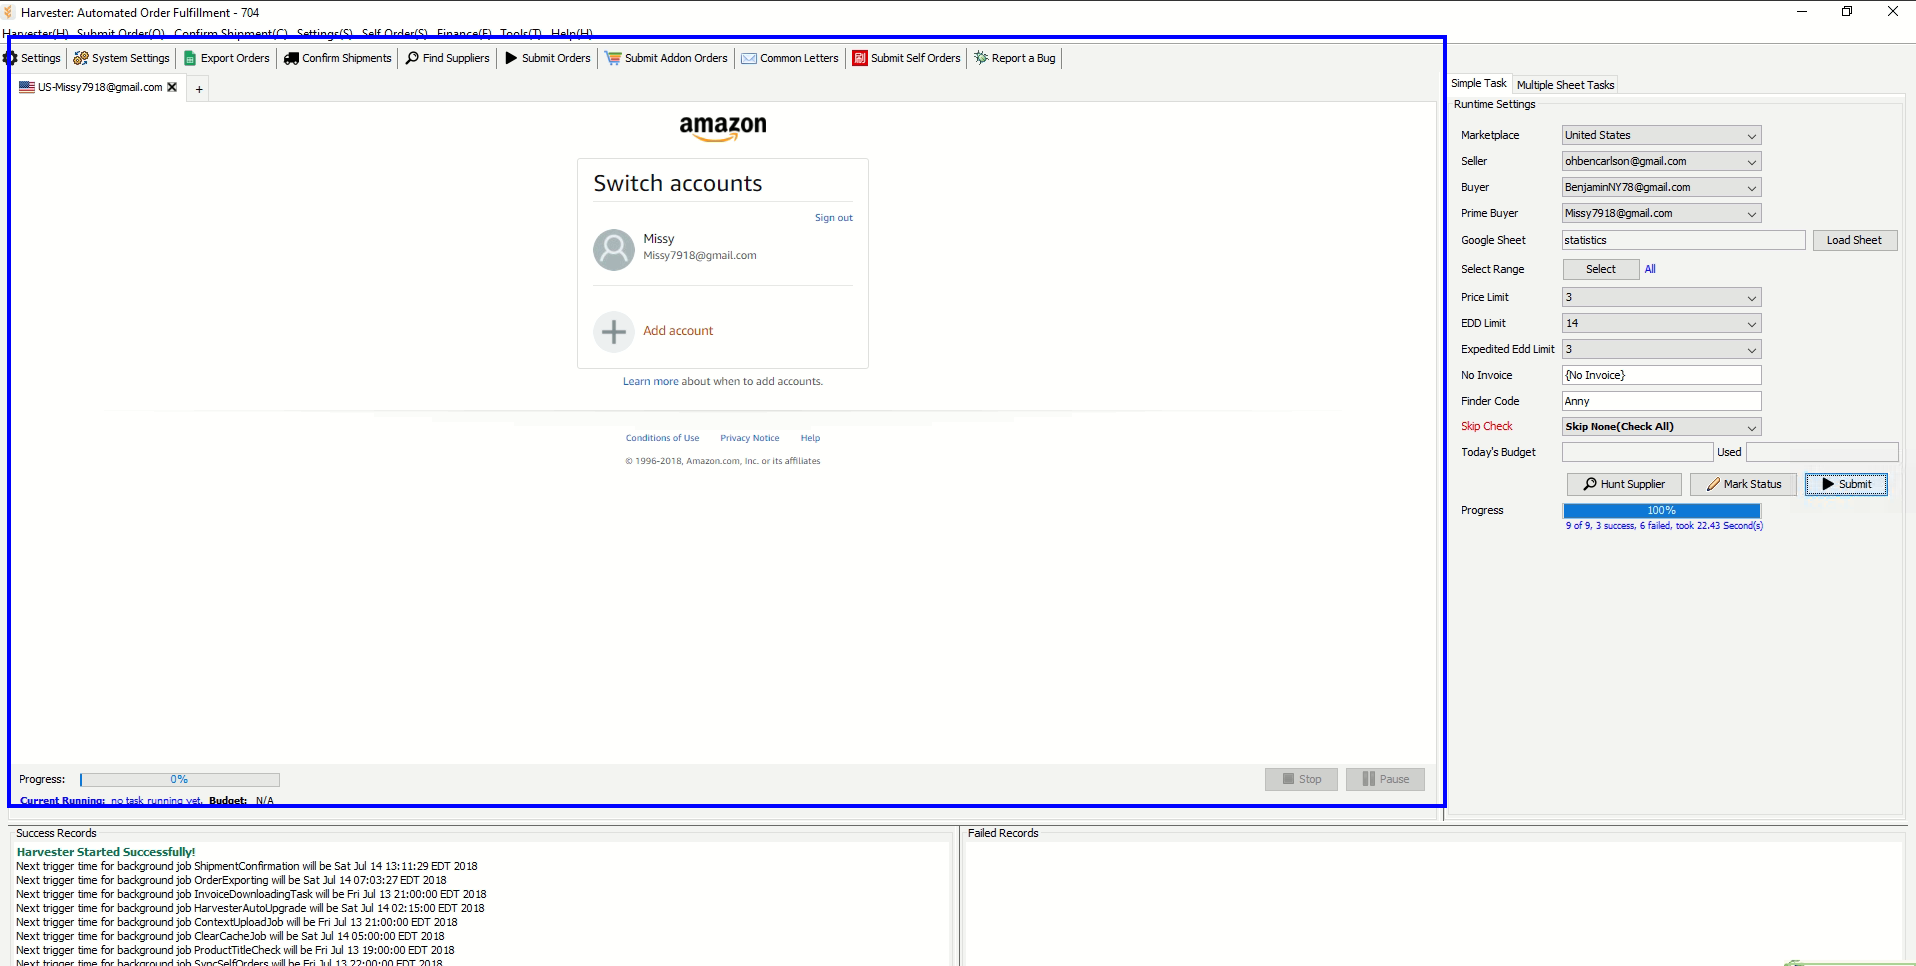 Harvester: Automated Order Fulfillment - 704
Harvester(H) Submit Order(O) Confirm Shipment(C) Settings(S) Self Order(S) Finance(F) Tools(T) Help(H)
Settings System Settings Export Orders Confirm Shipments Find Suppliers Submit Orders Submit Addon Orders Common Letters Submit Self Orders Report a Bug
US-Missy7918@gmail.com +
amazon
Switch accounts
Sign out
Missy
Missy7918@gmail.com
Add account
Learn more about when to add accounts.
Conditions of Use Privacy Notice Help
© 1996-2018, Amazon.com, Inc. or its affiliates
Progress: 0% Stop Pause
Current Running: no task running yet. Budget: N/A
Simple Task Multiple Sheet Tasks
Runtime Settings
Marketplace United States
Seller ohbencarlson@gmail.com
Buyer BenjaminNY78@gmail.com
Prime Buyer Missy7918@gmail.com
Google Sheet statistics Load Sheet
Select Range Select All
Price Limit 3
EDD Limit 14
Expedited Edd Limit 3
No Invoice {No Invoice}
Finder Code Anny
Skip Check Skip None(Check All)
Today's Budget Used
Hunt Supplier Mark Status Submit
Progress 100%
9 of 9, 3 success, 6 failed, took 22.43 Second(s)
Success Records
Harvester Started Successfully!
Next trigger time for background job ShipmentConfirmation will be Sat Jul 14 13:11:29 EDT 2018
Next trigger time for background job OrderExporting will be Sat Jul 14 07:03:27 EDT 2018
Next trigger time for background job InvoiceDownloadingTask will be Fri Jul 13 21:00:00 EDT 2018
Next trigger time for background job HarvesterAutoUpgrade will be Sat Jul 14 02:15:00 EDT 2018
Next trigger time for background job ContextUploadJob will be Fri Jul 13 21:00:00 EDT 2018
Next trigger time for background job ClearCacheJob will be Sat Jul 14 05:00:00 EDT 2018
Next trigger time for background job ProductTitleCheck will be Fri Jul 13 19:00:00 EDT 2018
Next trigger time for background job SyncSelfOrders will be Fri Jul 13 22:00:00 EDT 2018
Failed Records